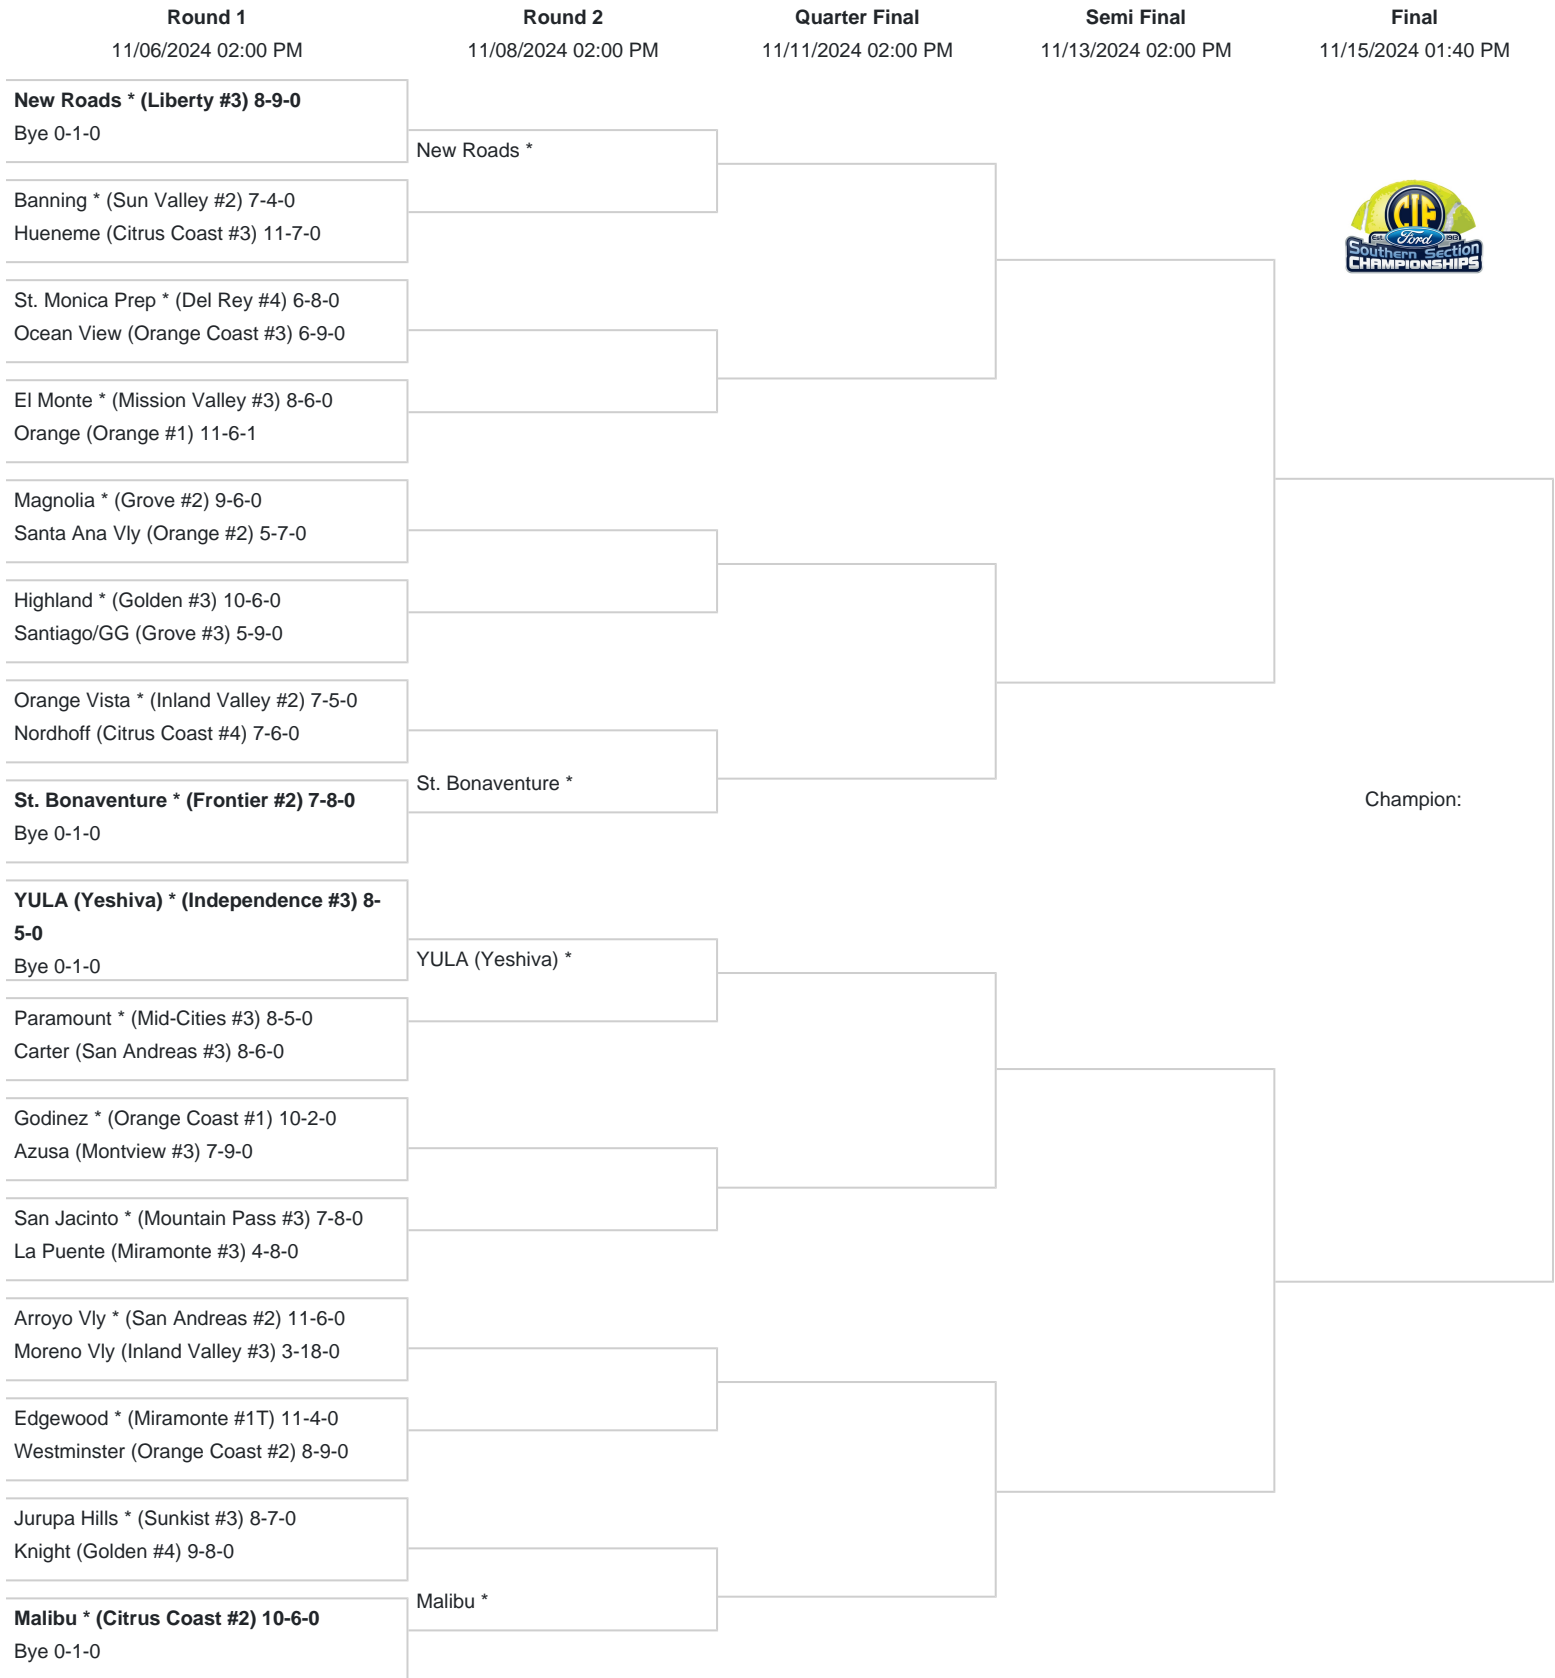 Round 1
11/06/2024 02:00 PM
Round 2
11/08/2024 02:00 PM
Quarter Final
11/11/2024 02:00 PM
Semi Final
11/13/2024 02:00 PM
Final
11/15/2024 01:40 PM
New Roads * (Liberty #3) 8-9-0
Bye 0-1-0
Banning * (Sun Valley #2) 7-4-0
Hueneme (Citrus Coast #3) 11-7-0
St. Monica Prep * (Del Rey #4) 6-8-0
Ocean View (Orange Coast #3) 6-9-0
El Monte * (Mission Valley #3) 8-6-0
Orange (Orange #1) 11-6-1
Magnolia * (Grove #2) 9-6-0
Santa Ana Vly (Orange #2) 5-7-0
Highland * (Golden #3) 10-6-0
Santiago/GG (Grove #3) 5-9-0
Orange Vista * (Inland Valley #2) 7-5-0
Nordhoff (Citrus Coast #4) 7-6-0
St. Bonaventure * (Frontier #2) 7-8-0
Bye 0-1-0
YULA (Yeshiva) * (Independence #3) 8-
5-0
Bye 0-1-0
Paramount * (Mid-Cities #3) 8-5-0
Carter (San Andreas #3) 8-6-0
Godinez * (Orange Coast #1) 10-2-0
Azusa (Montview #3) 7-9-0
San Jacinto * (Mountain Pass #3) 7-8-0
La Puente (Miramonte #3) 4-8-0
Arroyo Vly * (San Andreas #2) 11-6-0
Moreno Vly (Inland Valley #3) 3-18-0
Edgewood * (Miramonte #1T) 11-4-0
Westminster (Orange Coast #2) 8-9-0
Jurupa Hills * (Sunkist #3) 8-7-0
Knight (Golden #4) 9-8-0
Malibu * (Citrus Coast #2) 10-6-0
Bye 0-1-0
New Roads *
St. Bonaventure *
YULA (Yeshiva) *
Malibu *
CIF
Est. Ford 1913
Southern Section
CHAMPIONSHIPS
Champion: